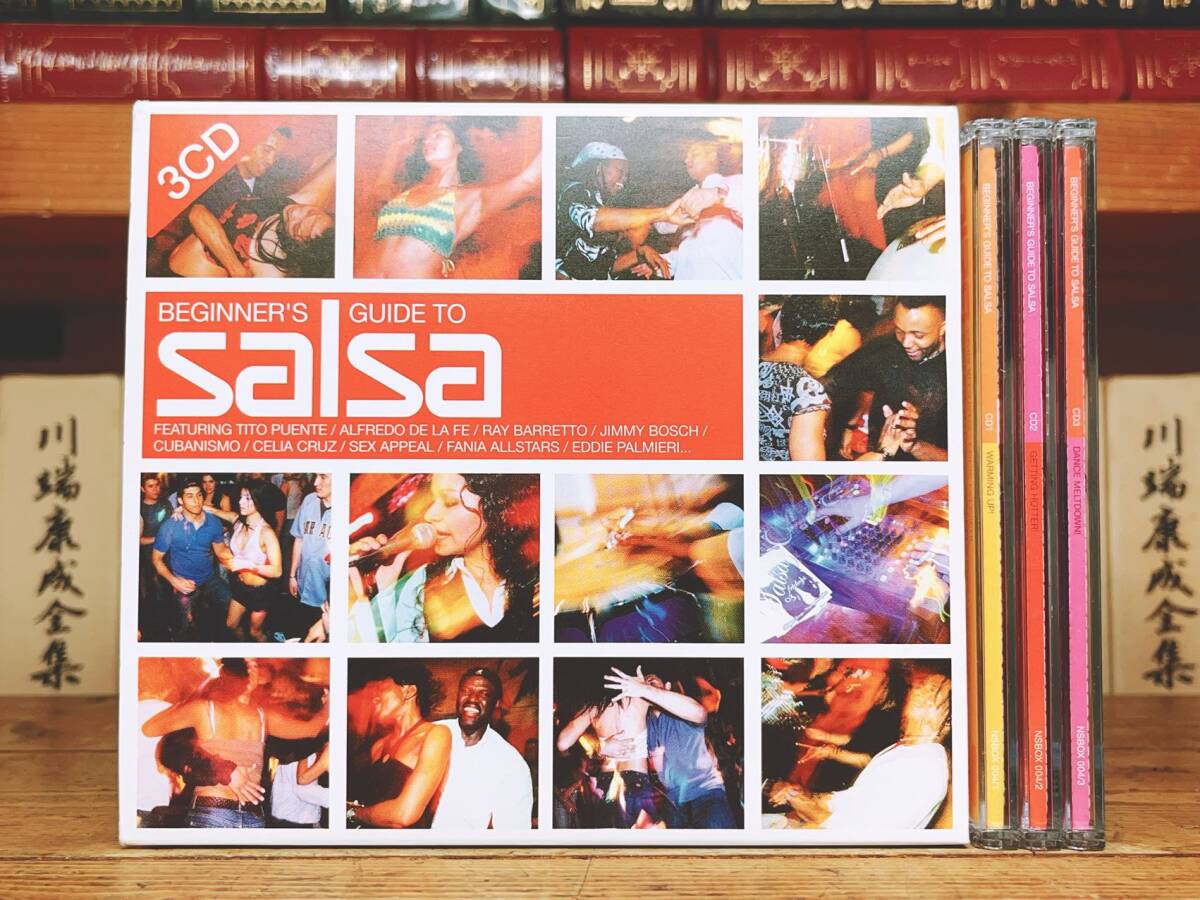 3CD
BEGINNER'S GUIDE TO
salsa
FEATURING TITO PUENTE / ALFREDO DE LA FE / RAY BARRETTO / JIMMY BOSCH /
CUBANISMO / CELIA CRUZ / SEX APPEAL / FANIA ALLSTARS / EDDIE PALMIERI...
BEGINNER'S GUIDE TO SALSA CD1 WARMING UP! NSBOX 004/1
BEGINNER'S GUIDE TO SALSA CD2 GETTING HOTTER! NSBOX 004/2
BEGINNER'S GUIDE TO SALSA CD3 DANCE MELTDOWN! NSBOX 004/3
川端康成全集
川端康成全集